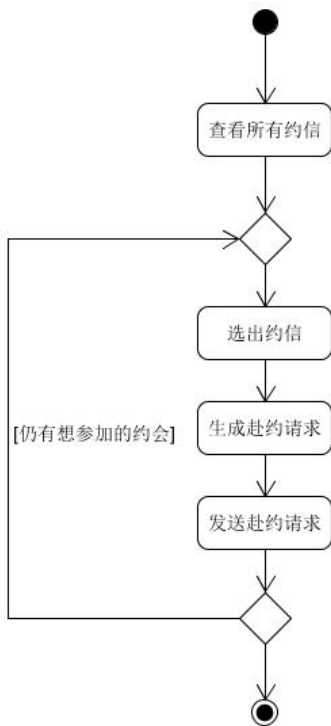 查看所有约信
选出约信
[仍有想参加的约会]
生成赴约请求
发送赴约请求